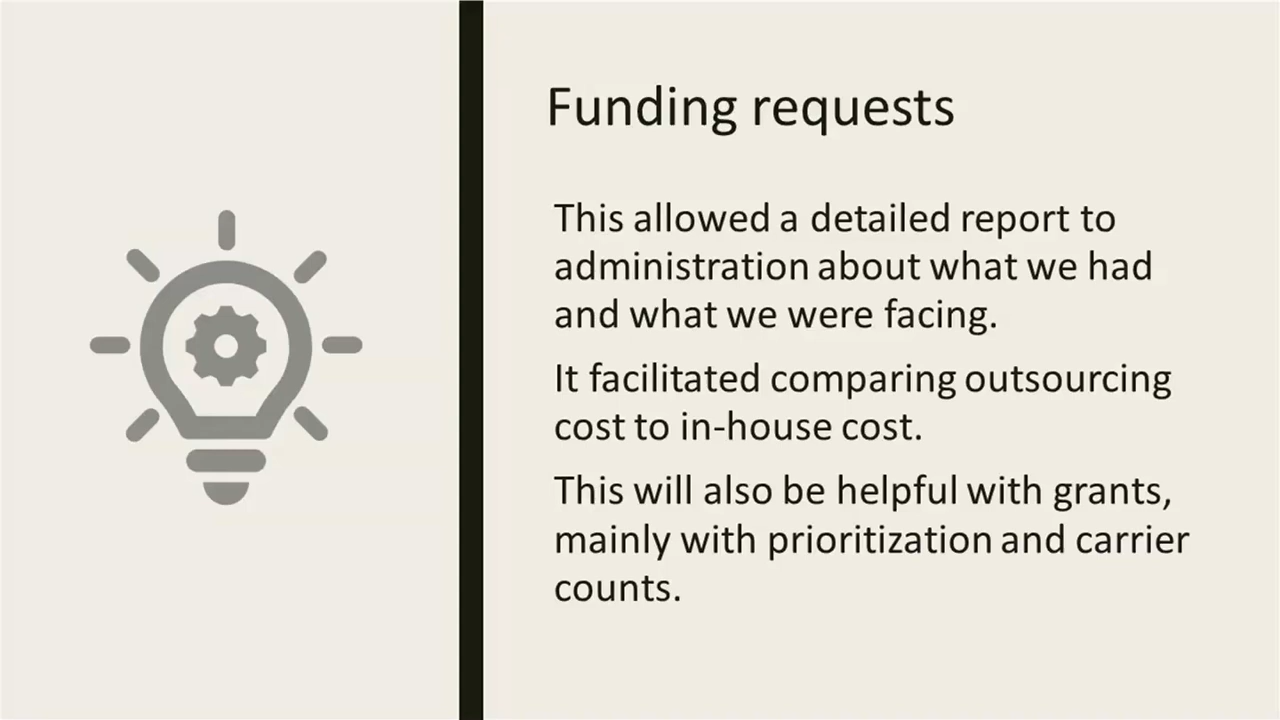 Funding requests
This allowed a detailed report to
administration about what we had
and what we were facing.
It facilitated comparing outsourcing
cost to in-house cost.
This will also be helpful with grants,
mainly with prioritization and carrier
counts.